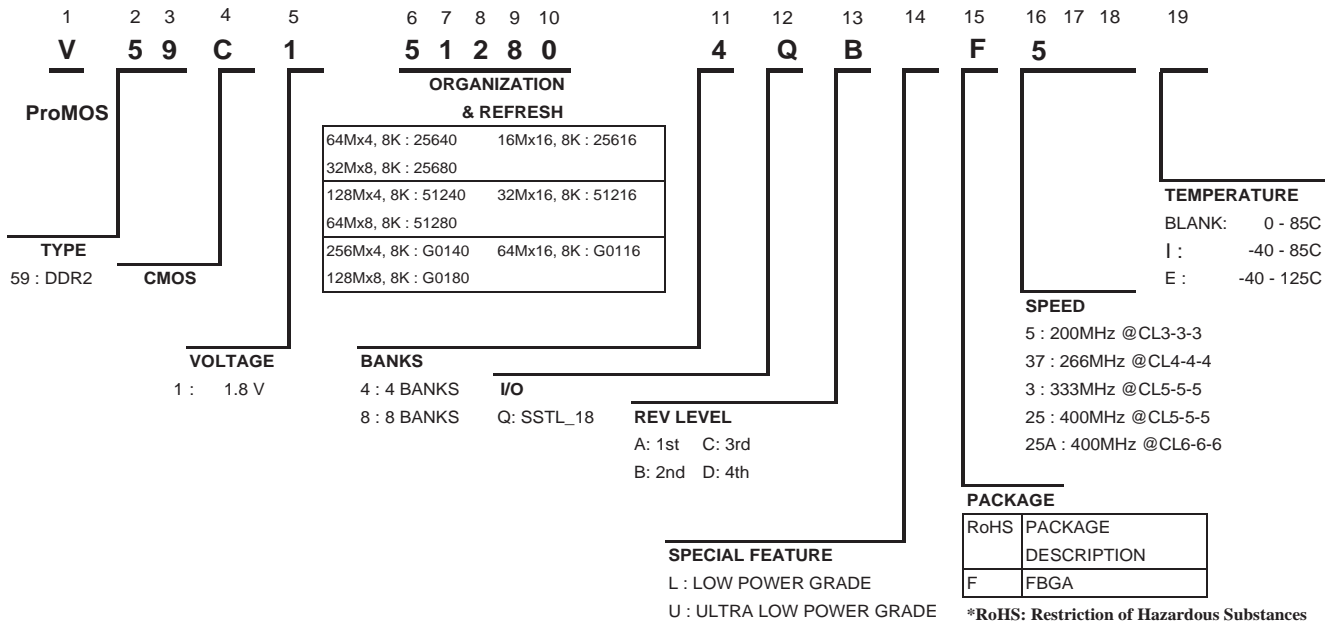 1 2 3 4 5 6 7 8 9 10 11 12 13 14 15 16 17 18 19
V 5 9 C 1 5 1 2 8 0 4 Q B F 5
ORGANIZATION
& REFRESH
ProMOS
64Mx4, 8K : 25640 16Mx16, 8K : 25616
32Mx8, 8K : 25680
128Mx4, 8K : 51240 32Mx16, 8K : 51216
64Mx8, 8K : 51280
256Mx4, 8K : G0140 64Mx16, 8K : G0116
128Mx8, 8K : G0180
TYPE
59 : DDR2
CMOS
VOLTAGE
1 : 1.8 V
BANKS
4 : 4 BANKS
8 : 8 BANKS
I/O
Q: SSTL_18
REV LEVEL
A: 1st C: 3rd
B: 2nd D: 4th
SPECIAL FEATURE
L : LOW POWER GRADE
U : ULTRA LOW POWER GRADE
TEMPERATURE
BLANK: 0 - 85C
I : -40 - 85C
E : -40 - 125C
SPEED
5 : 200MHz @CL3-3-3
37 : 266MHz @CL4-4-4
3 : 333MHz @CL5-5-5
25 : 400MHz @CL5-5-5
25A : 400MHz @CL6-6-6
PACKAGE
RoHS PACKAGE
DESCRIPTION
F FBGA
*RoHS: Restriction of Hazardous Substances